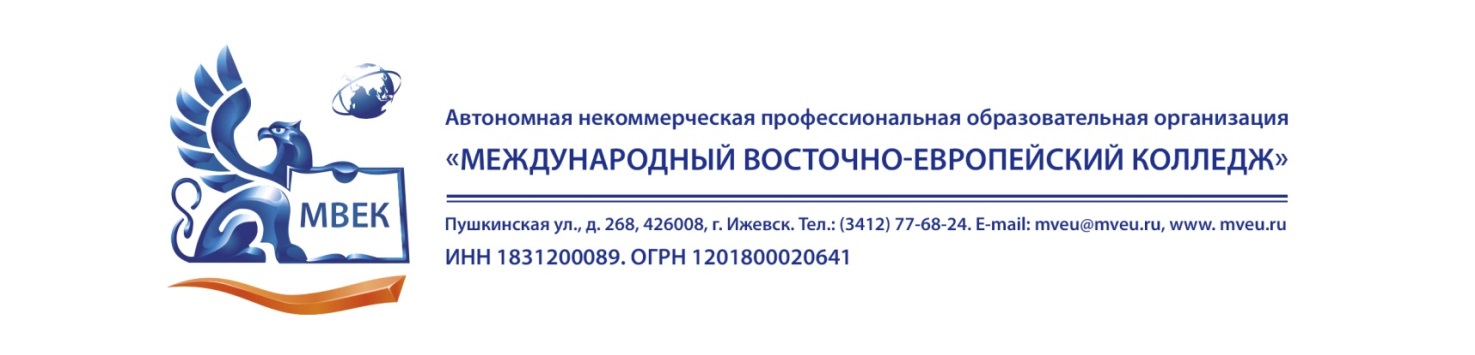 МВЕК
Автономная некоммерческая профессиональная образовательная организация
«МЕЖДУНАРОДНЫЙ ВОСТОЧНО-ЕВРОПЕЙСКИЙ КОЛЛЕДЖ»
Пушкинская ул., д. 268, 426008, г. Ижевск. Тел.: (3412) 77-68-24. E-mail: mveu@mveu.ru, www. mveu.ru
ИНН 1831200089. ОГРН 1201800020641